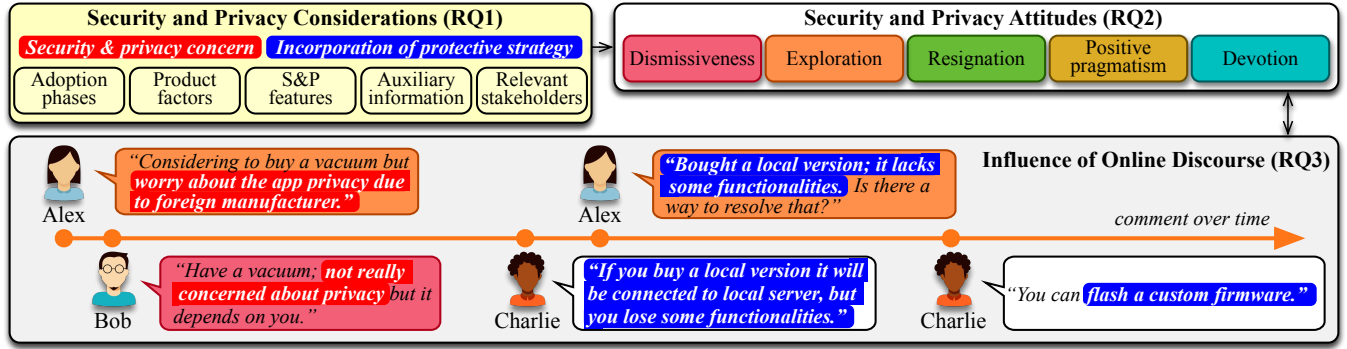 Security and Privacy Considerations (RQ1)
Security & privacy concern Incorporation of protective strategy
Adoption phases
Product factors
S&P features
Auxiliary information
Relevant stakeholders
Security and Privacy Attitudes (RQ2)
Dismissiveness
Exploration
Resignation
Positive pragmatism
Devotion
Influence of Online Discourse (RQ3)
“Considering to buy a vacuum but
worry about the app privacy due
to foreign manufacturer.”
Alex
“Bought a local version; it lacks
some functionalities. Is there a
way to resolve that?”
Alex
comment over time
“Have a vacuum; not really
concerned about privacy but it
depends on you.”
Bob
“If you buy a local version it will
be connected to local server, but
you lose some functionalities.”
Charlie
“You can flash a custom firmware.”
Charlie